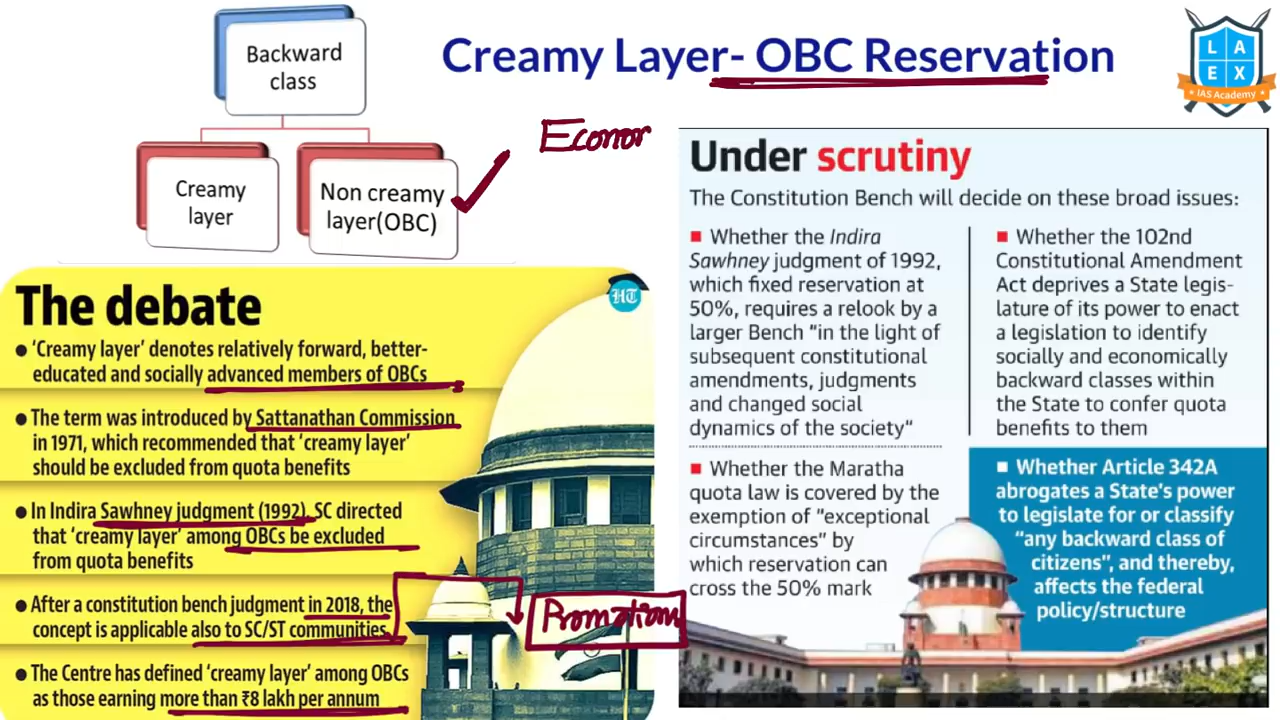 Creamy Layer- OBC Reservation
L A
E X
IAS Academy
Backward
class
Creamy
layer
Non creamy
layer(OBC)
Econor
The debate
HT
● ‘Creamy layer’ denotes relatively forward, better-
educated and socially advanced members of OBCs
● The term was introduced by Sattanathan Commission
in 1971, which recommended that ‘creamy layer’
should be excluded from quota benefits
● In Indira Sawhney judgment (1992), SC directed
that ‘creamy layer’ among OBCs be excluded
from quota benefits
● After a constitution bench judgment in 2018, the
concept is applicable also to SC/ST communities
● The Centre has defined ‘creamy layer’ among OBCs
as those earning more than ₹8 lakh per annum
Promotion
Under scrutiny
The Constitution Bench will decide on these broad issues:
■ Whether the Indira
Sawhney judgment of 1992,
which fixed reservation at
50%, requires a relook by a
larger Bench “in the light of
subsequent constitutional
amendments, judgments
and changed social
dynamics of the society“
■ Whether the Maratha
quota law is covered by the
exemption of “exceptional
circumstances” by
which reservation can
cross the 50% mark
■ Whether the 102nd
Constitutional Amendment
Act deprives a State legis-
lature of its power to enact
a legislation to identify
socially and economically
backward classes within
the State to confer quota
benefits to them
■ Whether Article 342A
abrogates a State’s power
to legislate for or classify
“any backward class of
citizens”, and thereby,
affects the federal
policy/structure